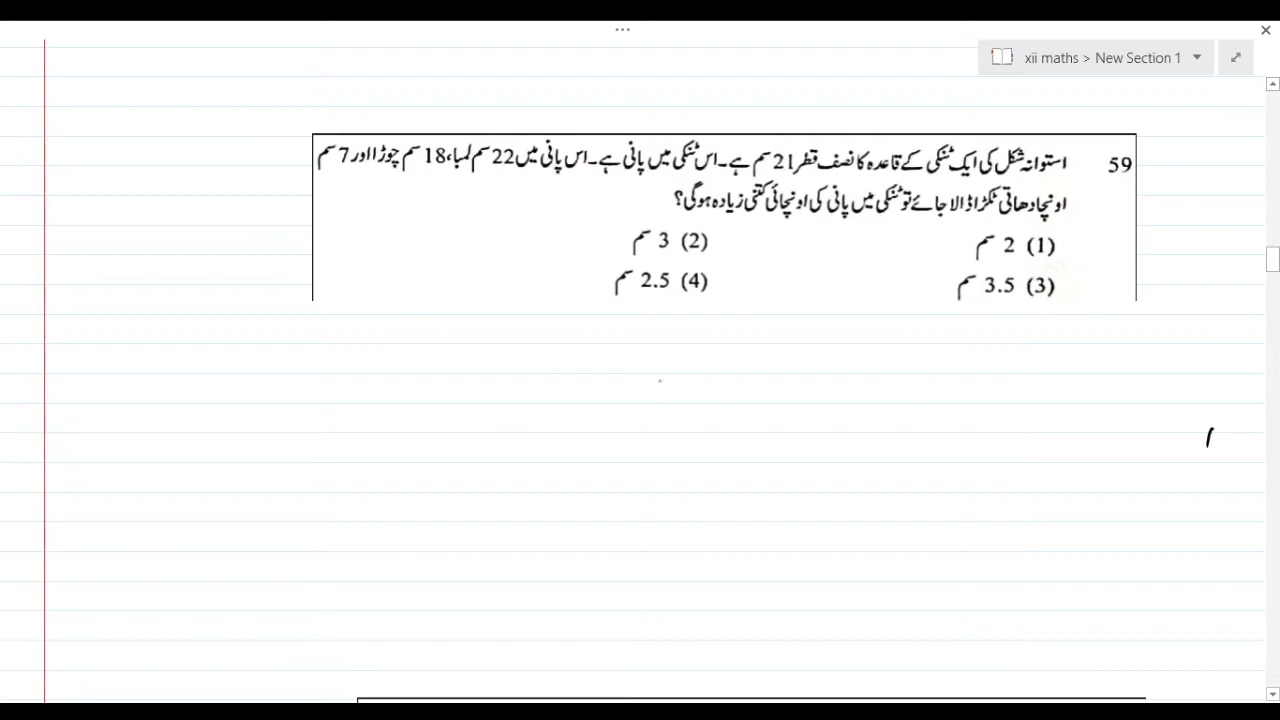 xii maths > New Section 1
59 استوانہ شکل کی ایک ٹنکی کے قاعدہ کا نصف قطر 21 سم ہے۔ اس ٹنکی میں پانی ہے۔ اس پانی میں 22 سم لمبا، 18 سم چوڑا اور 7 سم
اونچا دھاتی ٹکڑا ڈالا جائے تو ٹنکی میں پانی کی اونچائی کتنی زیادہ ہوگی؟
(1) 2 سم (2) 3 سم
(3) 3.5 سم (4) 2.5 سم